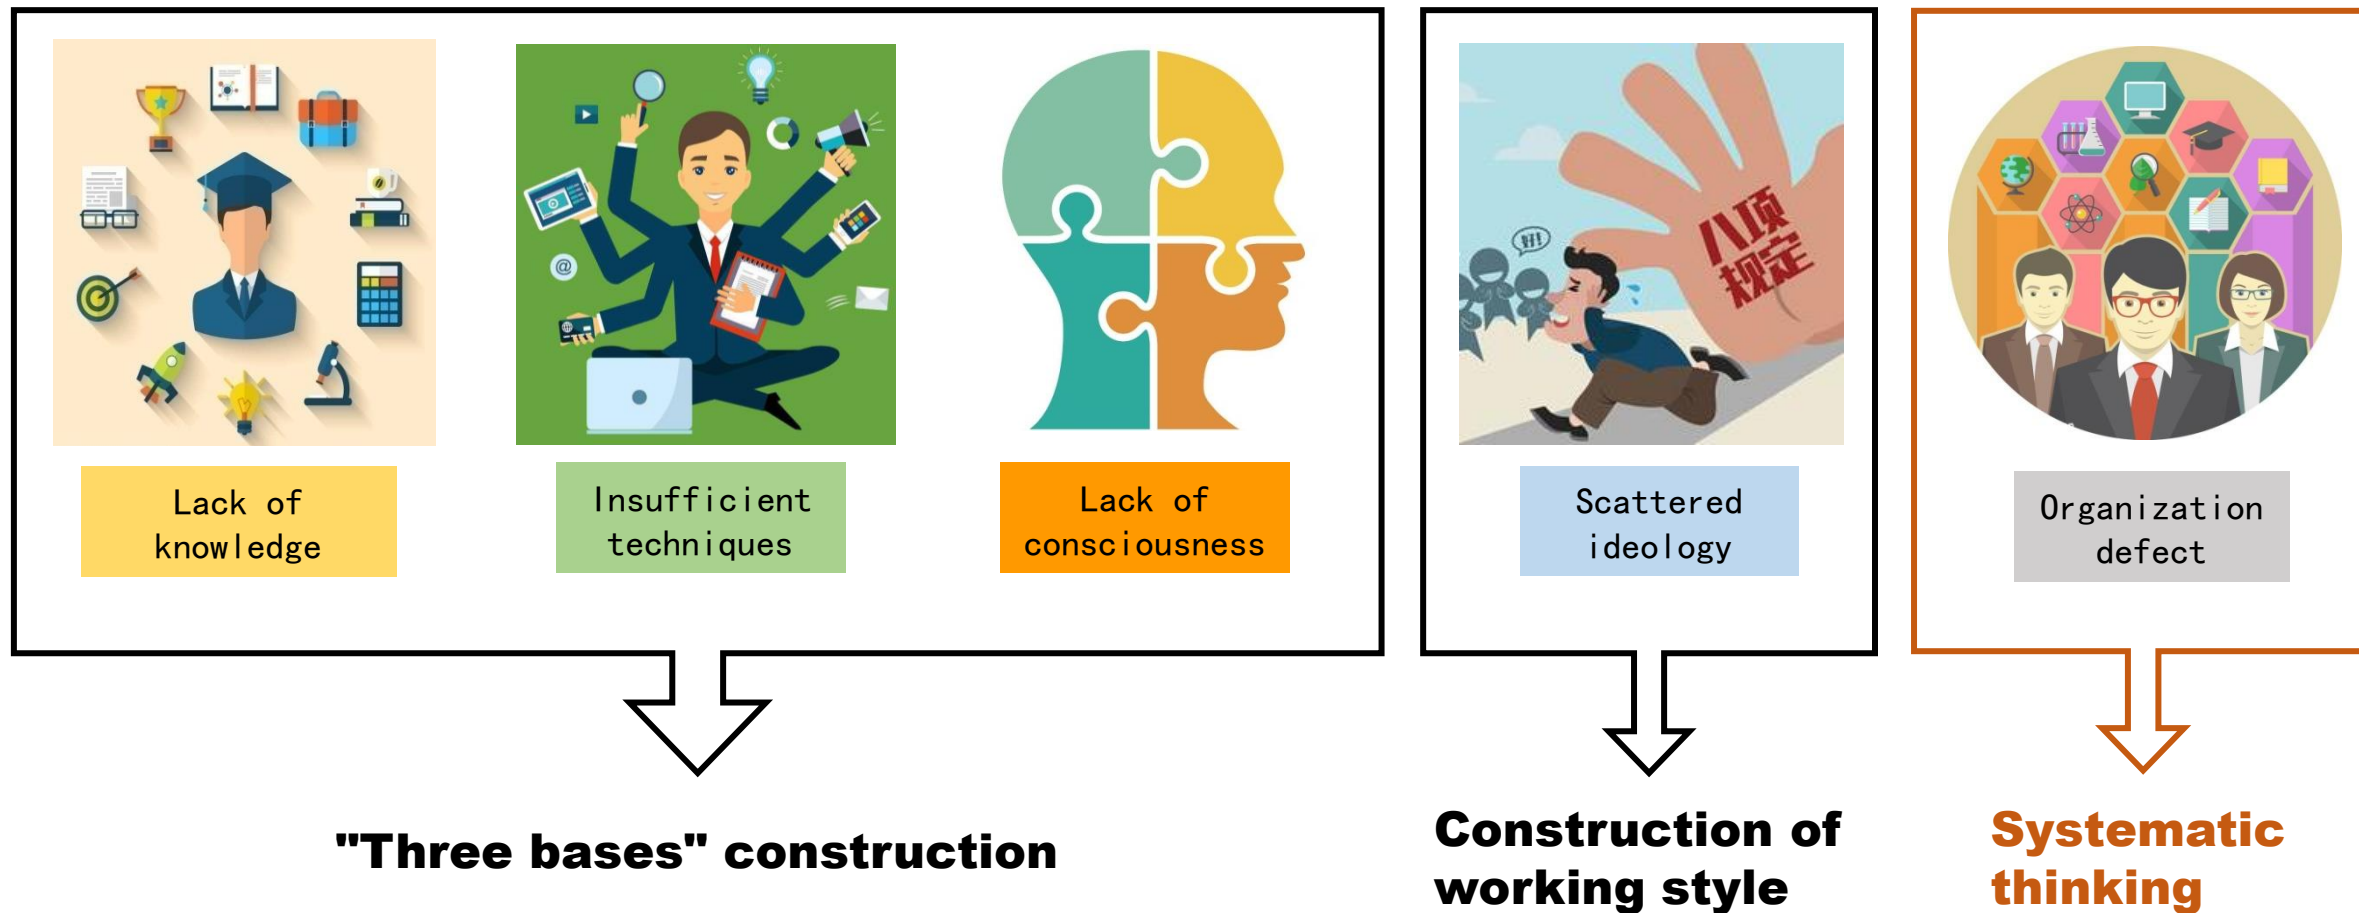 好!
八项
规定
@
Lack of
knowledge
Insufficient
techniques
Lack of
consciousness
Scattered
ideology
Organization
defect
"Three bases" construction
Construction of
working style
Systematic
thinking